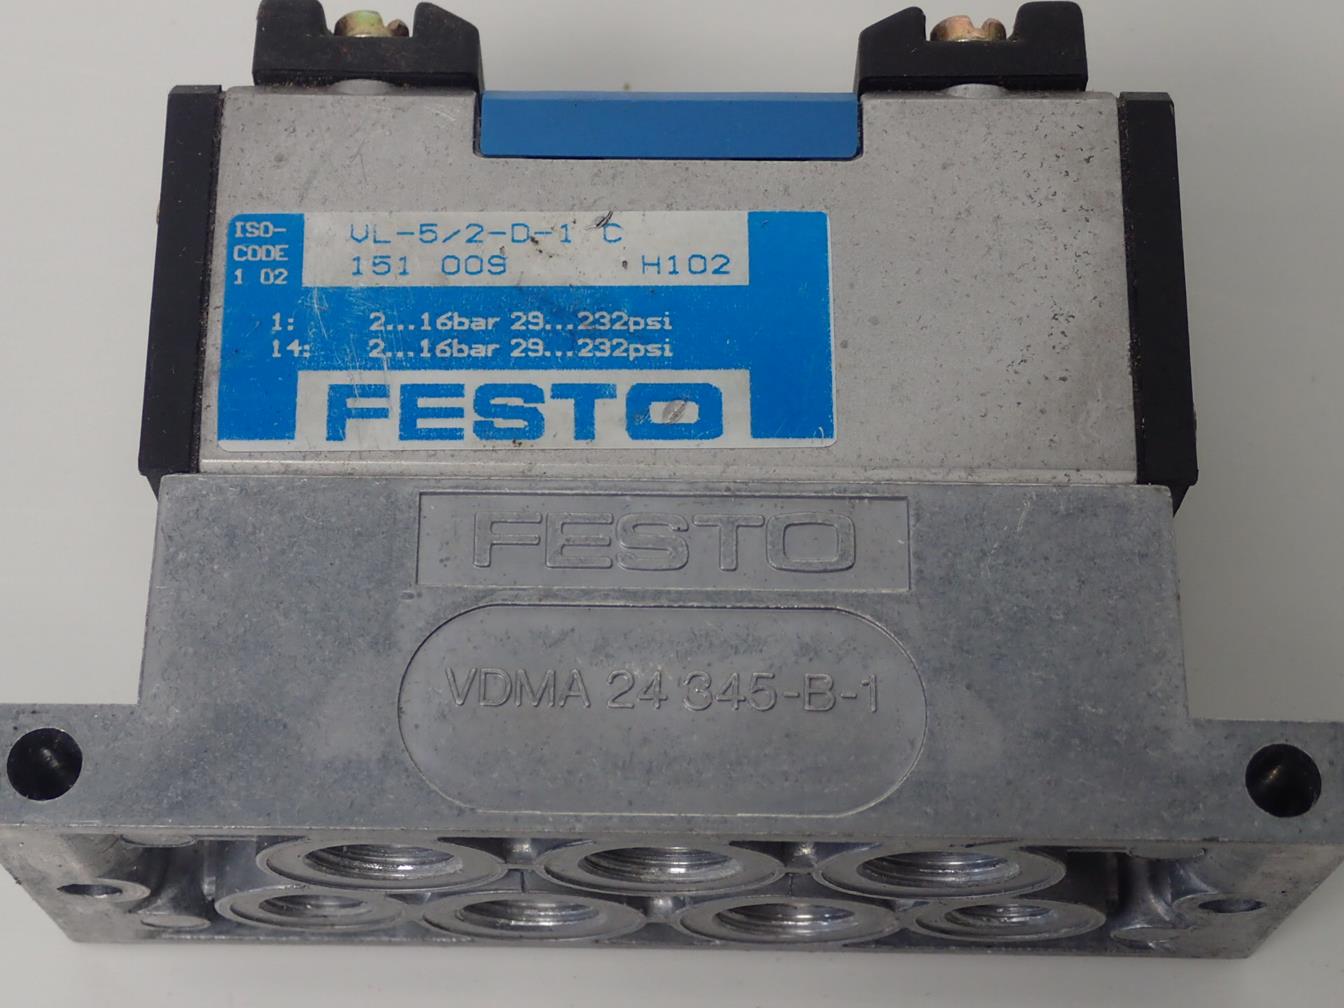 ISO-
CODE
1 02
VL-5/2-D-1 C
151 009 H102
1: 2...16bar 29...232psi
14: 2...16bar 29...232psi
FESTO
FESTO
VDMA 24 345-B-1